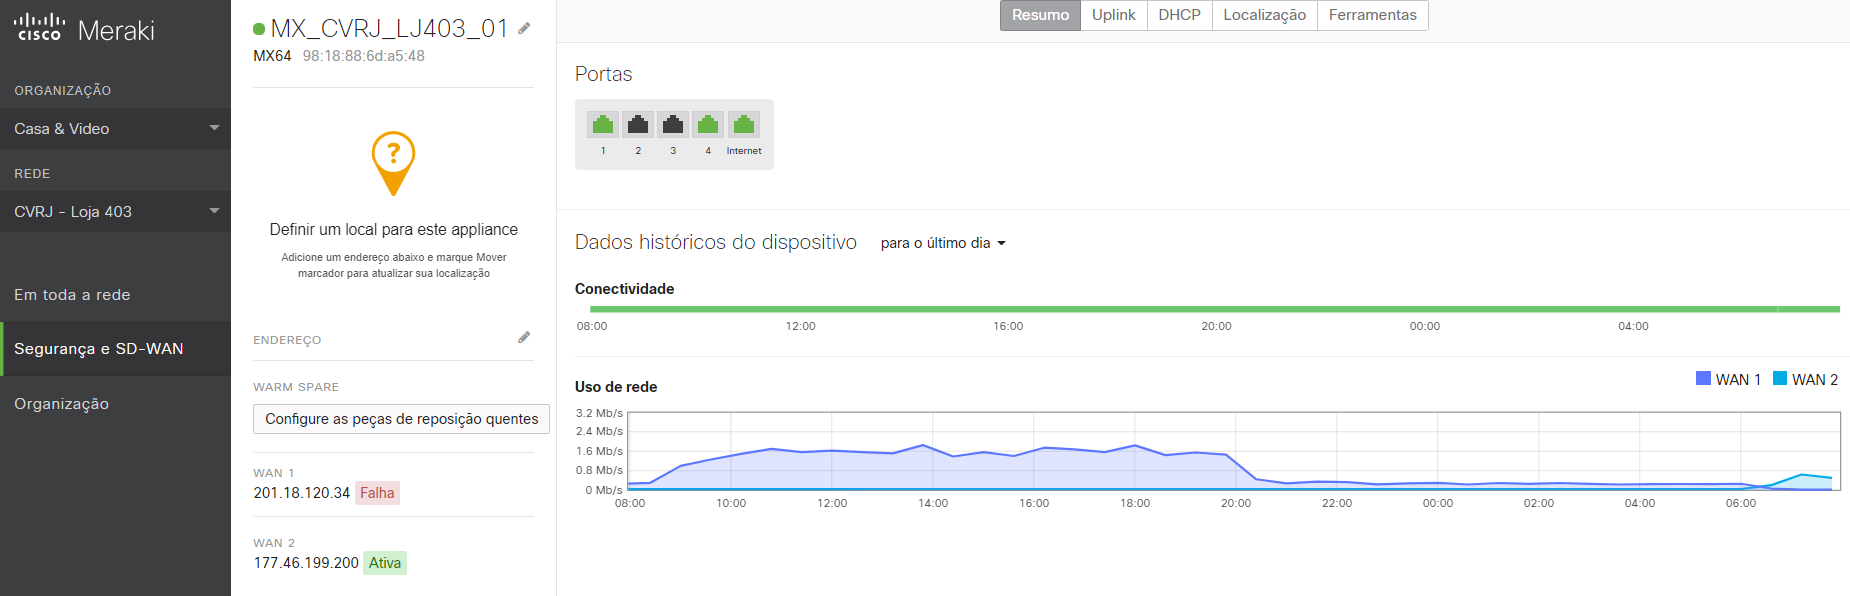 cisco Meraki
ORGANIZAÇÃO
Casa & Video
REDE
CVRJ - Loja 403
Em toda a rede
Segurança e SD-WAN
Organização
MX_CVRJ_LJ403_01
MX64 98:18:88:6d:a5:48
?
Definir um local para este appliance
Adicione um endereço abaixo e marque Mover
marcador para atualizar sua localização
ENDEREÇO
WARM SPARE
Configure as peças de reposição quentes
WAN 1
201.18.120.34 Falha
WAN 2
177.46.199.200 Ativa
Resumo Uplink DHCP Localização Ferramentas
Portas
1 2 3 4 Internet
Dados históricos do dispositivo para o último dia
Conectividade
08:00 12:00 16:00 20:00 00:00 04:00
Uso de rede
WAN 1 WAN 2
3.2 Mb/s
2.4 Mb/s
1.6 Mb/s
0.8 Mb/s
0 Mb/s
08:00 10:00 12:00 14:00 16:00 18:00 20:00 22:00 00:00 02:00 04:00 06:00